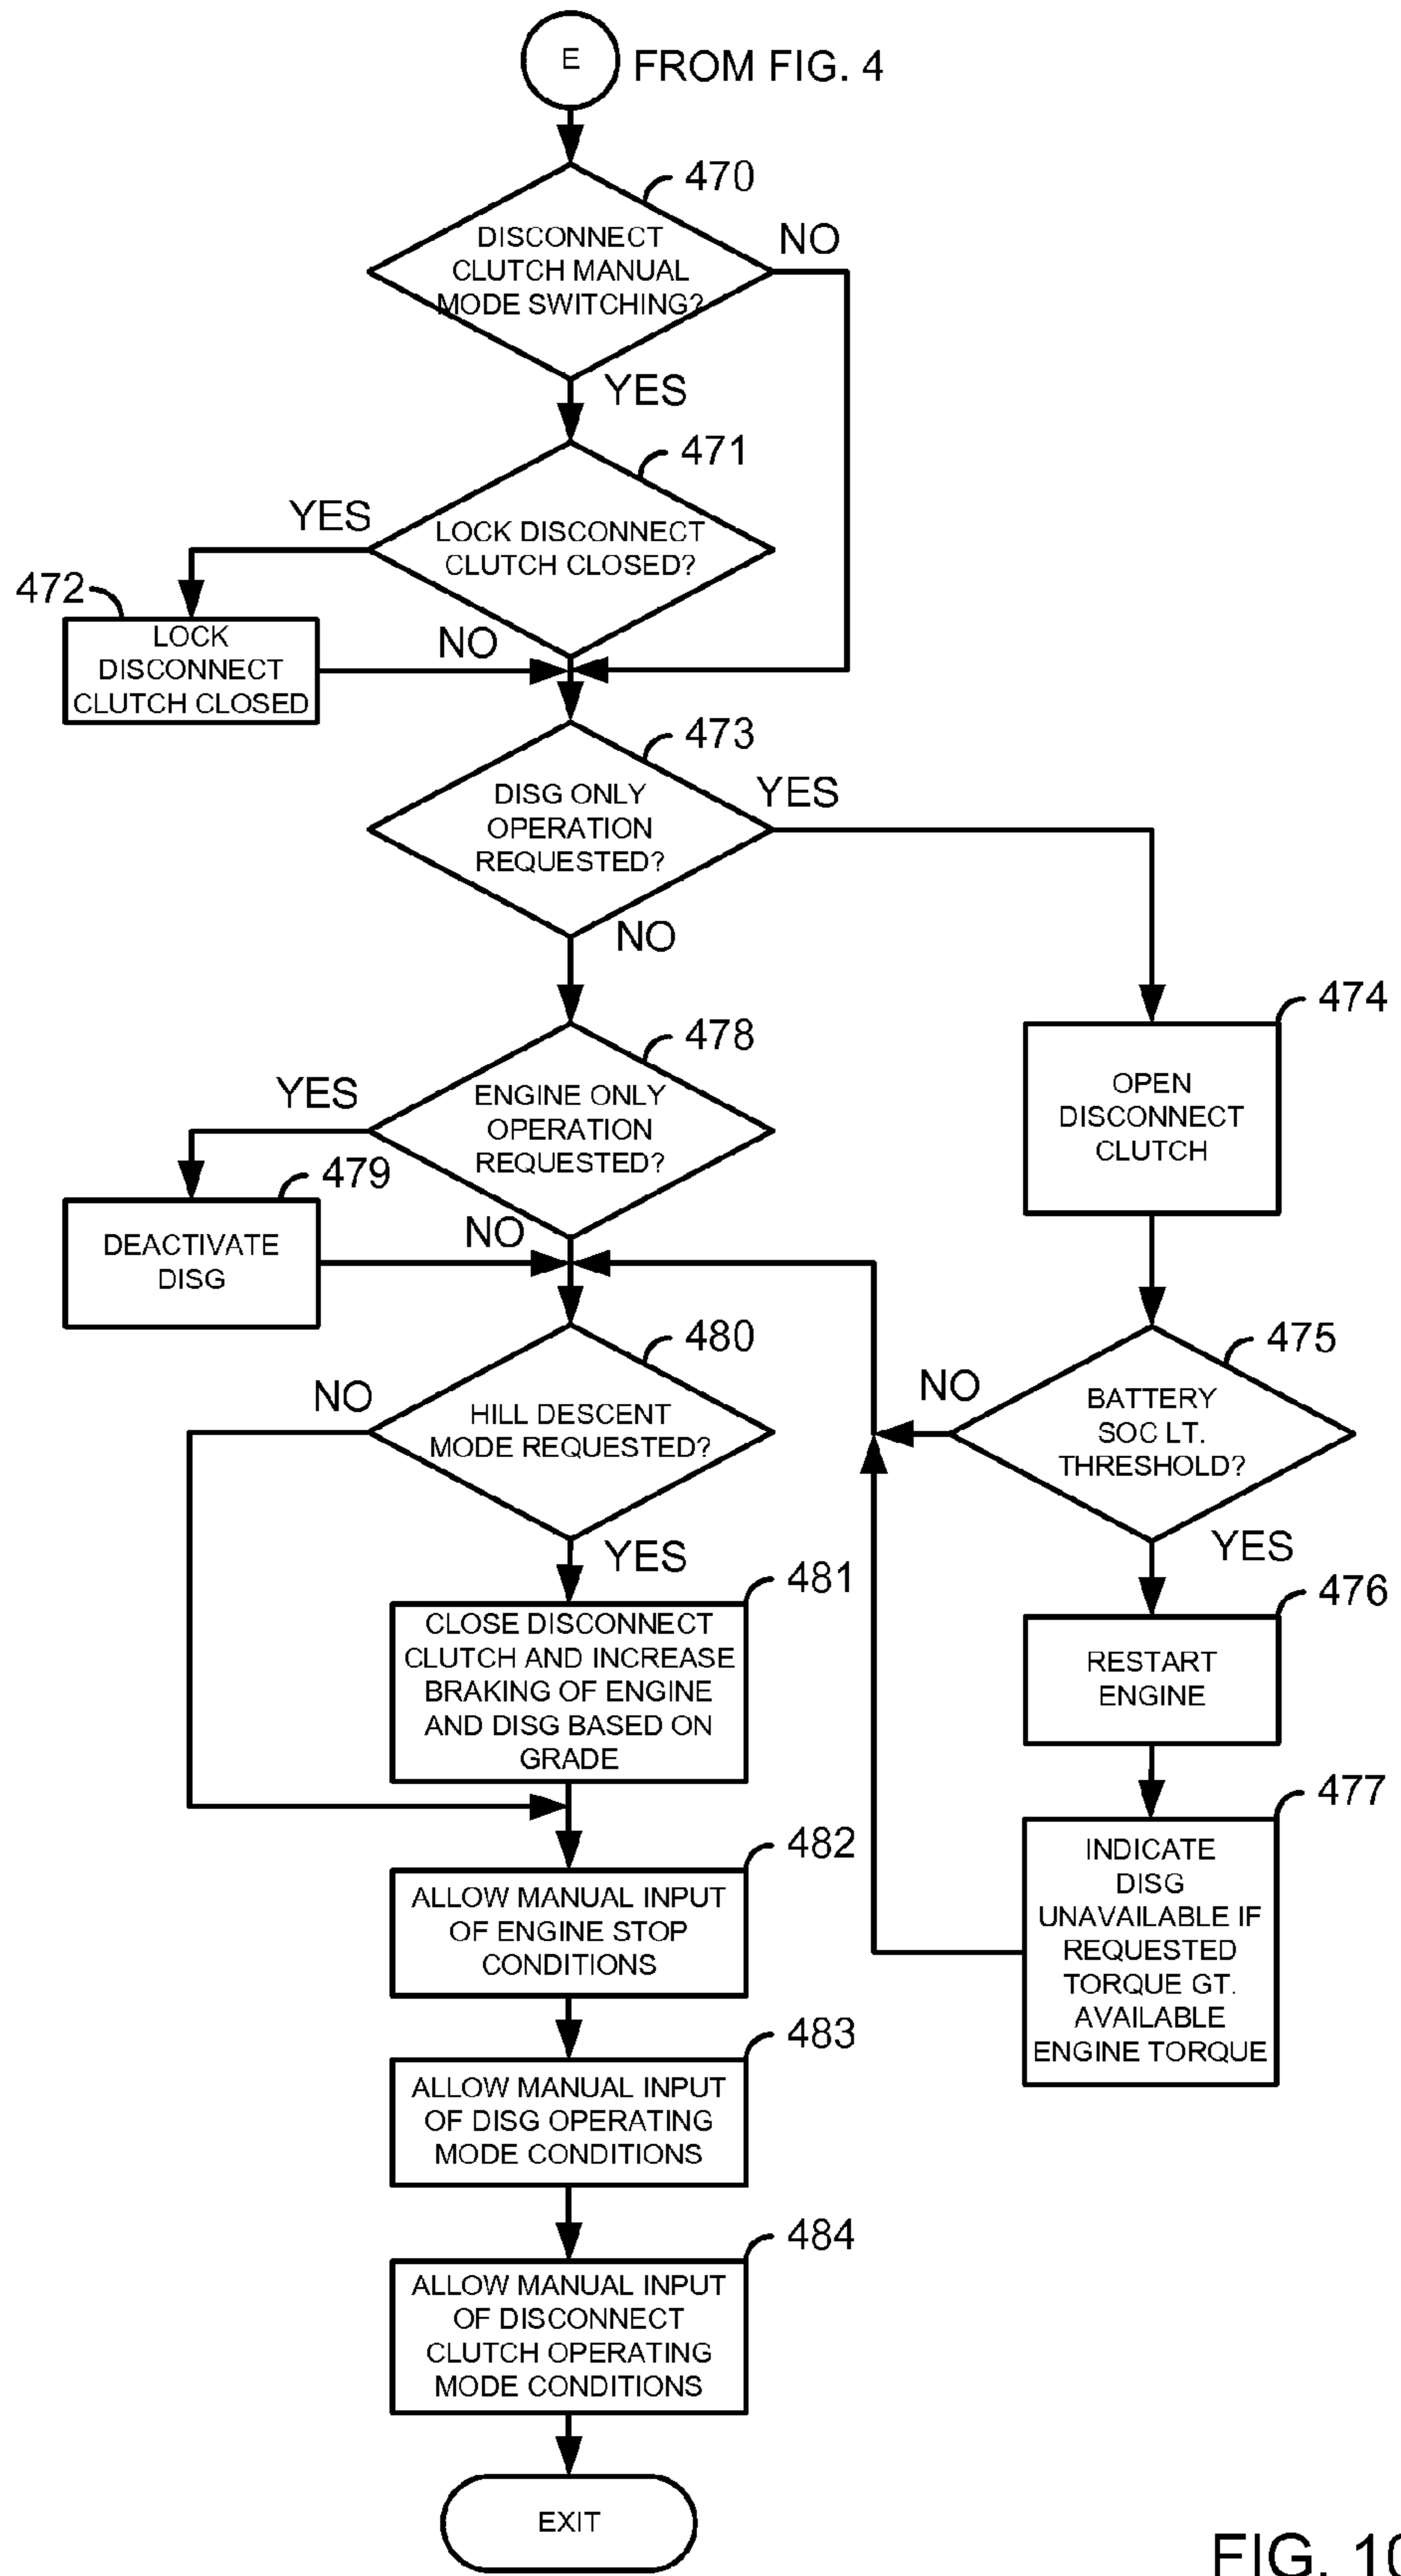 E
FROM FIG. 4
470
DISCONNECT
CLUTCH MANUAL
MODE SWITCHING?
NO
YES
471
LOCK DISCONNECT
CLUTCH CLOSED?
YES
472
LOCK
DISCONNECT
CLUTCH CLOSED
NO
473
DISG ONLY
OPERATION
REQUESTED?
YES
NO
474
OPEN
DISCONNECT
CLUTCH
478
ENGINE ONLY
OPERATION
REQUESTED?
YES
479
DEACTIVATE
DISG
NO
475
BATTERY
SOC LT.
THRESHOLD?
NO
YES
480
HILL DESCENT
MODE REQUESTED?
NO
YES
476
RESTART
ENGINE
481
CLOSE DISCONNECT
CLUTCH AND INCREASE
BRAKING OF ENGINE
AND DISG BASED ON
GRADE
477
INDICATE
DISG
UNAVAILABLE IF
REQUESTED
TORQUE GT.
AVAILABLE
ENGINE TORQUE
482
ALLOW MANUAL INPUT
OF ENGINE STOP
CONDITIONS
483
ALLOW MANUAL INPUT
OF DISG OPERATING
MODE CONDITIONS
484
ALLOW MANUAL INPUT
OF DISCONNECT
CLUTCH OPERATING
MODE CONDITIONS
EXIT
FIG. 10